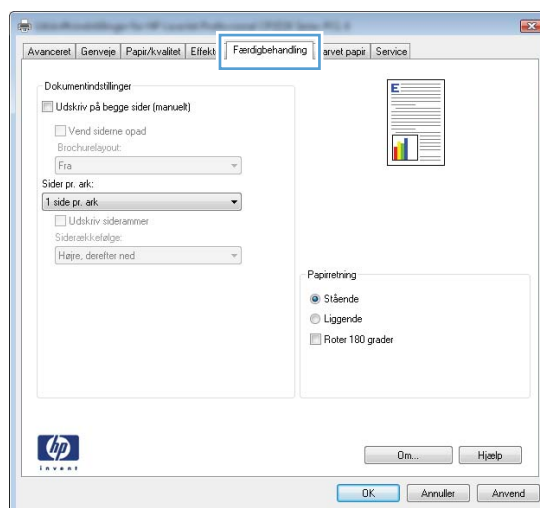 Avanceret Genveje Papir/kvalitet Effekt Færdigbehandling arvet papir Service
Dokumentindstillinger
Udskriv på begge sider (manuelt)
Vend siderne opad
Brochurelayout:
Fra
Sider pr. ark:
1 side pr. ark
Udskriv siderammer
Siderækkefølge:
Højre, derefter ned
E
Papirretning
Stående
Liggende
Roter 180 grader
hp
invent
Om... Hjælp
OK Annuller Anvend